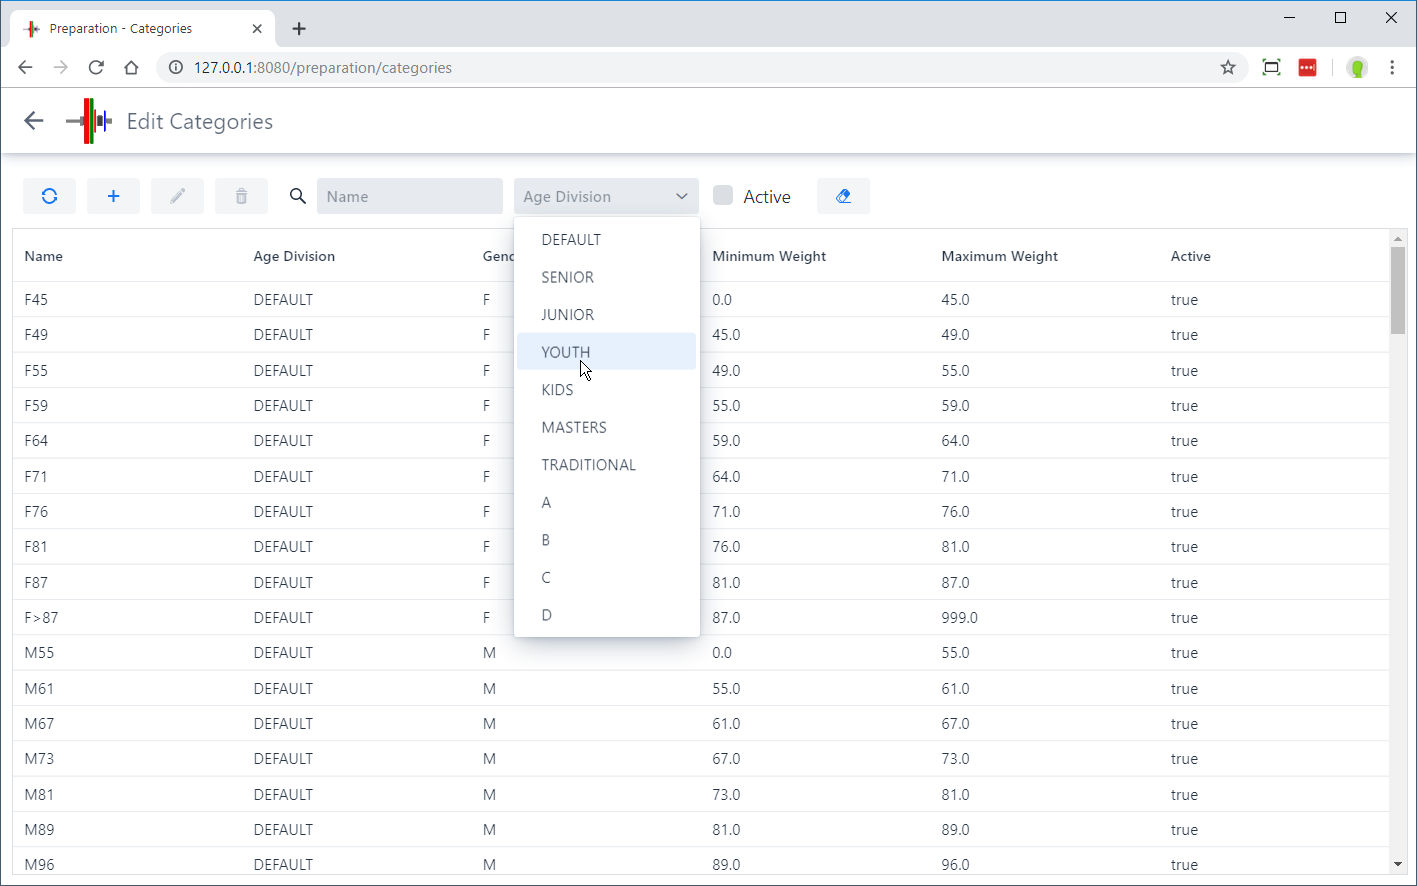 Preparation - Categories
127.0.0.1:8080/preparation/categories
Edit Categories
Name Age Division Active
DEFAULT
SENIOR
JUNIOR
YOUTH
KIDS
MASTERS
TRADITIONAL
A
B
C
D
Name Age Division Gend Minimum Weight Maximum Weight Active
F45 DEFAULT F 0.0 45.0 true
F49 DEFAULT F 45.0 49.0 true
F55 DEFAULT F 49.0 55.0 true
F59 DEFAULT F 55.0 59.0 true
F64 DEFAULT F 59.0 64.0 true
F71 DEFAULT F 64.0 71.0 true
F76 DEFAULT F 71.0 76.0 true
F81 DEFAULT F 76.0 81.0 true
F87 DEFAULT F 81.0 87.0 true
F>87 DEFAULT F 87.0 999.0 true
M55 DEFAULT M 0.0 55.0 true
M61 DEFAULT M 55.0 61.0 true
M67 DEFAULT M 61.0 67.0 true
M73 DEFAULT M 67.0 73.0 true
M81 DEFAULT M 73.0 81.0 true
M89 DEFAULT M 81.0 89.0 true
M96 DEFAULT M 89.0 96.0 true